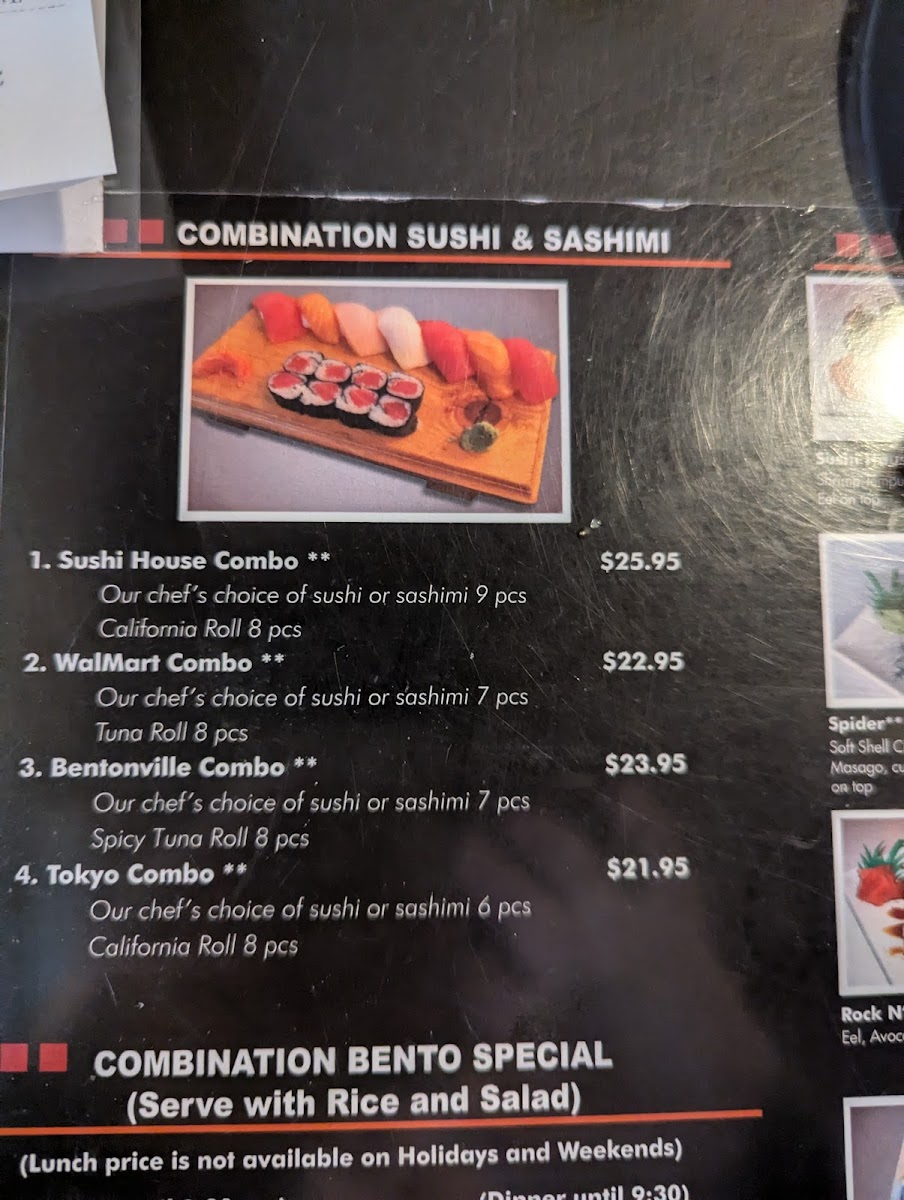 COMBINATION SUSHI & SASHIMI
1. Sushi House Combo ** $25.95
Our chef's choice of sushi or sashimi 9 pcs
California Roll 8 pcs
2. WalMart Combo ** $22.95
Our chef's choice of sushi or sashimi 7 pcs
Tuna Roll 8 pcs
3. Bentonville Combo ** $23.95
Our chef's choice of sushi or sashimi 7 pcs
Spicy Tuna Roll 8 pcs
4. Tokyo Combo ** $21.95
Our chef's choice of sushi or sashimi 6 pcs
California Roll 8 pcs
COMBINATION BENTO SPECIAL
(Serve with Rice and Salad)
(Lunch price is not available on Holidays and Weekends)
(Dinner until 9:30)
Sushi
Shrimp
Eel on top
Spider**
Soft Shell
Masago,
on top
Rock
Eel,